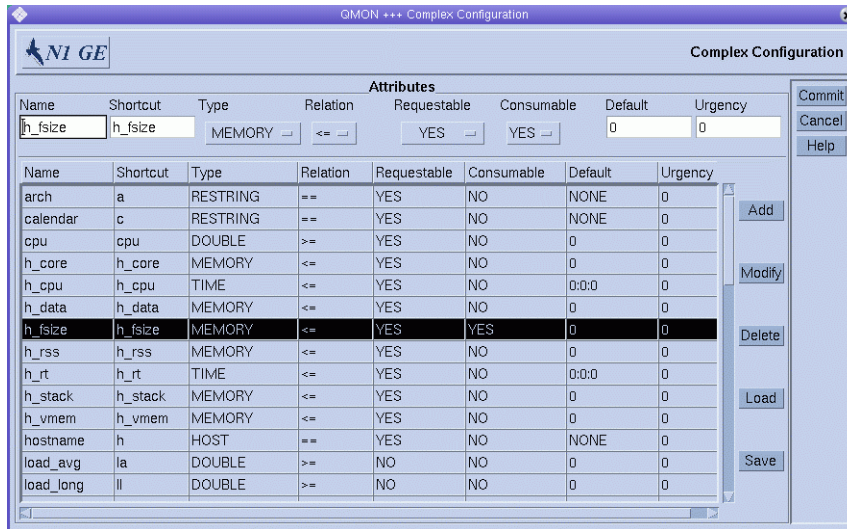 QMON +++ Complex Configuration
N1 GE
Complex Configuration
Attributes
Name Shortcut Type Relation Requestable Consumable Default Urgency
h_fsize h_fsize MEMORY <= YES YES 0 0
Commit
Cancel
Help
Name Shortcut Type Relation Requestable Consumable Default Urgency
arch a RESTRING == YES NO NONE 0
calendar c RESTRING == YES NO NONE 0
cpu cpu DOUBLE >= YES NO 0 0
h_core h_core MEMORY <= YES NO 0 0
h_cpu h_cpu TIME <= YES NO 0:0:0 0
h_data h_data MEMORY <= YES NO 0 0
h_fsize h_fsize MEMORY <= YES YES 0 0
h_rss h_rss MEMORY <= YES NO 0 0
h_rt h_rt TIME <= YES NO 0:0:0 0
h_stack h_stack MEMORY <= YES NO 0 0
h_vmem h_vmem MEMORY <= YES NO 0 0
hostname h HOST == YES NO NONE 0
load_avg la DOUBLE >= NO NO 0 0
load_long ll DOUBLE >= NO NO 0 0
Add
Modify
Delete
Load
Save